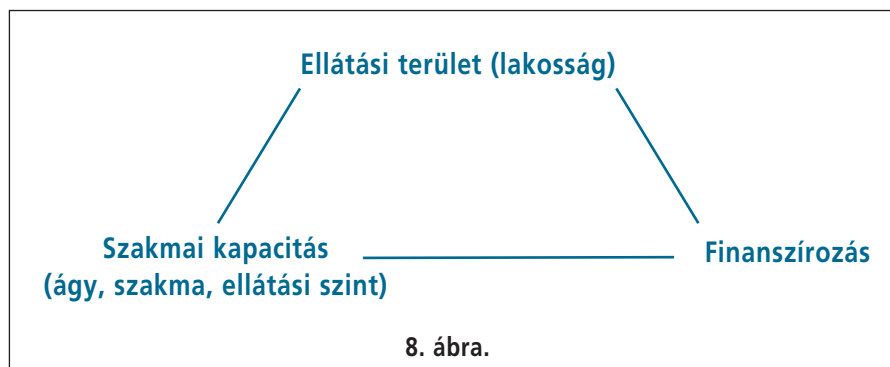 Ellátási terület (lakosság)
Szakmai kapacitás
(ágy, szakma, ellátási szint)
Finanszírozás
8. ábra.